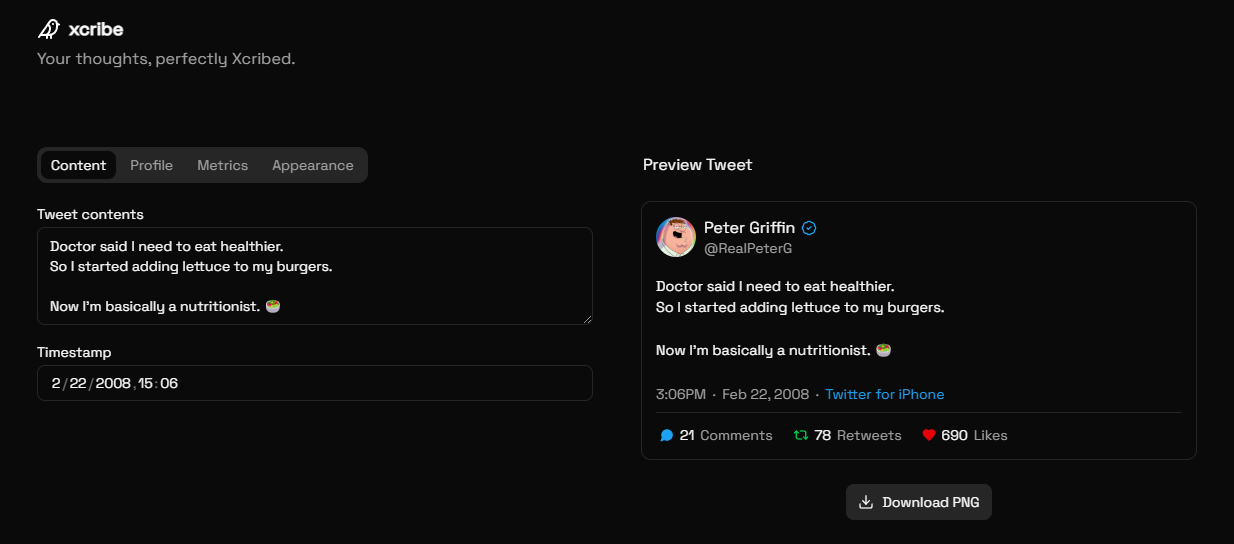 xcribe
Your thoughts, perfectly Xcribed.
Content Profile Metrics Appearance
Tweet contents
Doctor said I need to eat healthier.
So I started adding lettuce to my burgers.
Now I'm basically a nutritionist. 🥗
Timestamp
2/22/2008, 15:06
Preview Tweet
Peter Griffin
@RealPeterG
Doctor said I need to eat healthier.
So I started adding lettuce to my burgers.
Now I'm basically a nutritionist. 🥗
3:06PM · Feb 22, 2008 · Twitter for iPhone
21 Comments 78 Retweets 690 Likes
Download PNG